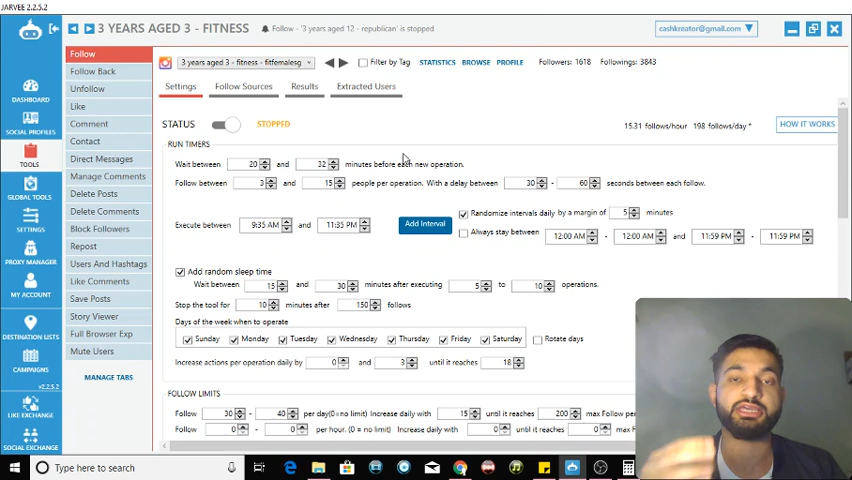 JARVEE 2.2.5.2
3 YEARS AGED 3 - FITNESS
Follow - '3 years aged 12 - republican' is stopped
cashkreator@gmail.com
Follow
Follow Back
Unfollow
Like
Comment
Contact
Direct Messages
Manage Comments
Delete Posts
Delete Comments
Block Followers
Repost
Users And Hashtags
Like Comments
Save Posts
Story Viewer
Full Browser Exp
Mute Users
MANAGE TABS
DASHBOARD
SOCIAL PROFILES
TOOLS
GLOBAL TOOLS
SETTINGS
PROXY MANAGER
MY ACCOUNT
DESTINATION LISTS
CAMPAIGNS
v2.2.5.2
LIKE EXCHANGE
SOCIAL EXCHANGE
3 years aged 3 - fitness - fitfemalesg
Filter by Tag
STATISTICS BROWSE PROFILE
Followers: 1618 Followings: 3843
Settings Follow Sources Results Extracted Users
STATUS STOPPED
15.31 follows/hour 198 follows/day *
HOW IT WORKS
RUN TIMERS
Wait between 20 and 32 minutes before each new operation.
Follow between 3 and 15 people per operation. With a delay between 30 - 60 seconds between each follow.
Execute between 9:35 AM and 11:35 PM Add Interval
Randomize intervals daily by a margin of 5 minutes
Always stay between 12:00 AM - 12:00 AM and 11:59 PM - 11:59 PM
Add random sleep time
Wait between 15 and 30 minutes after executing 5 to 10 operations.
Stop the tool for 10 minutes after 150 follows
Days of the week when to operate
Sunday Monday Tuesday Wednesday Thursday Friday Saturday Rotate days
Increase actions per operation daily by 0 and 3 until it reaches 18
FOLLOW LIMITS
Follow 30 - 40 per day(0=no limit) Increase daily with 15 until it reaches 200 max Follow per
Follow 0 - 0 per hour. (0=no limit) Increase daily with 0 until it reaches 0 max Follo
Type here to search